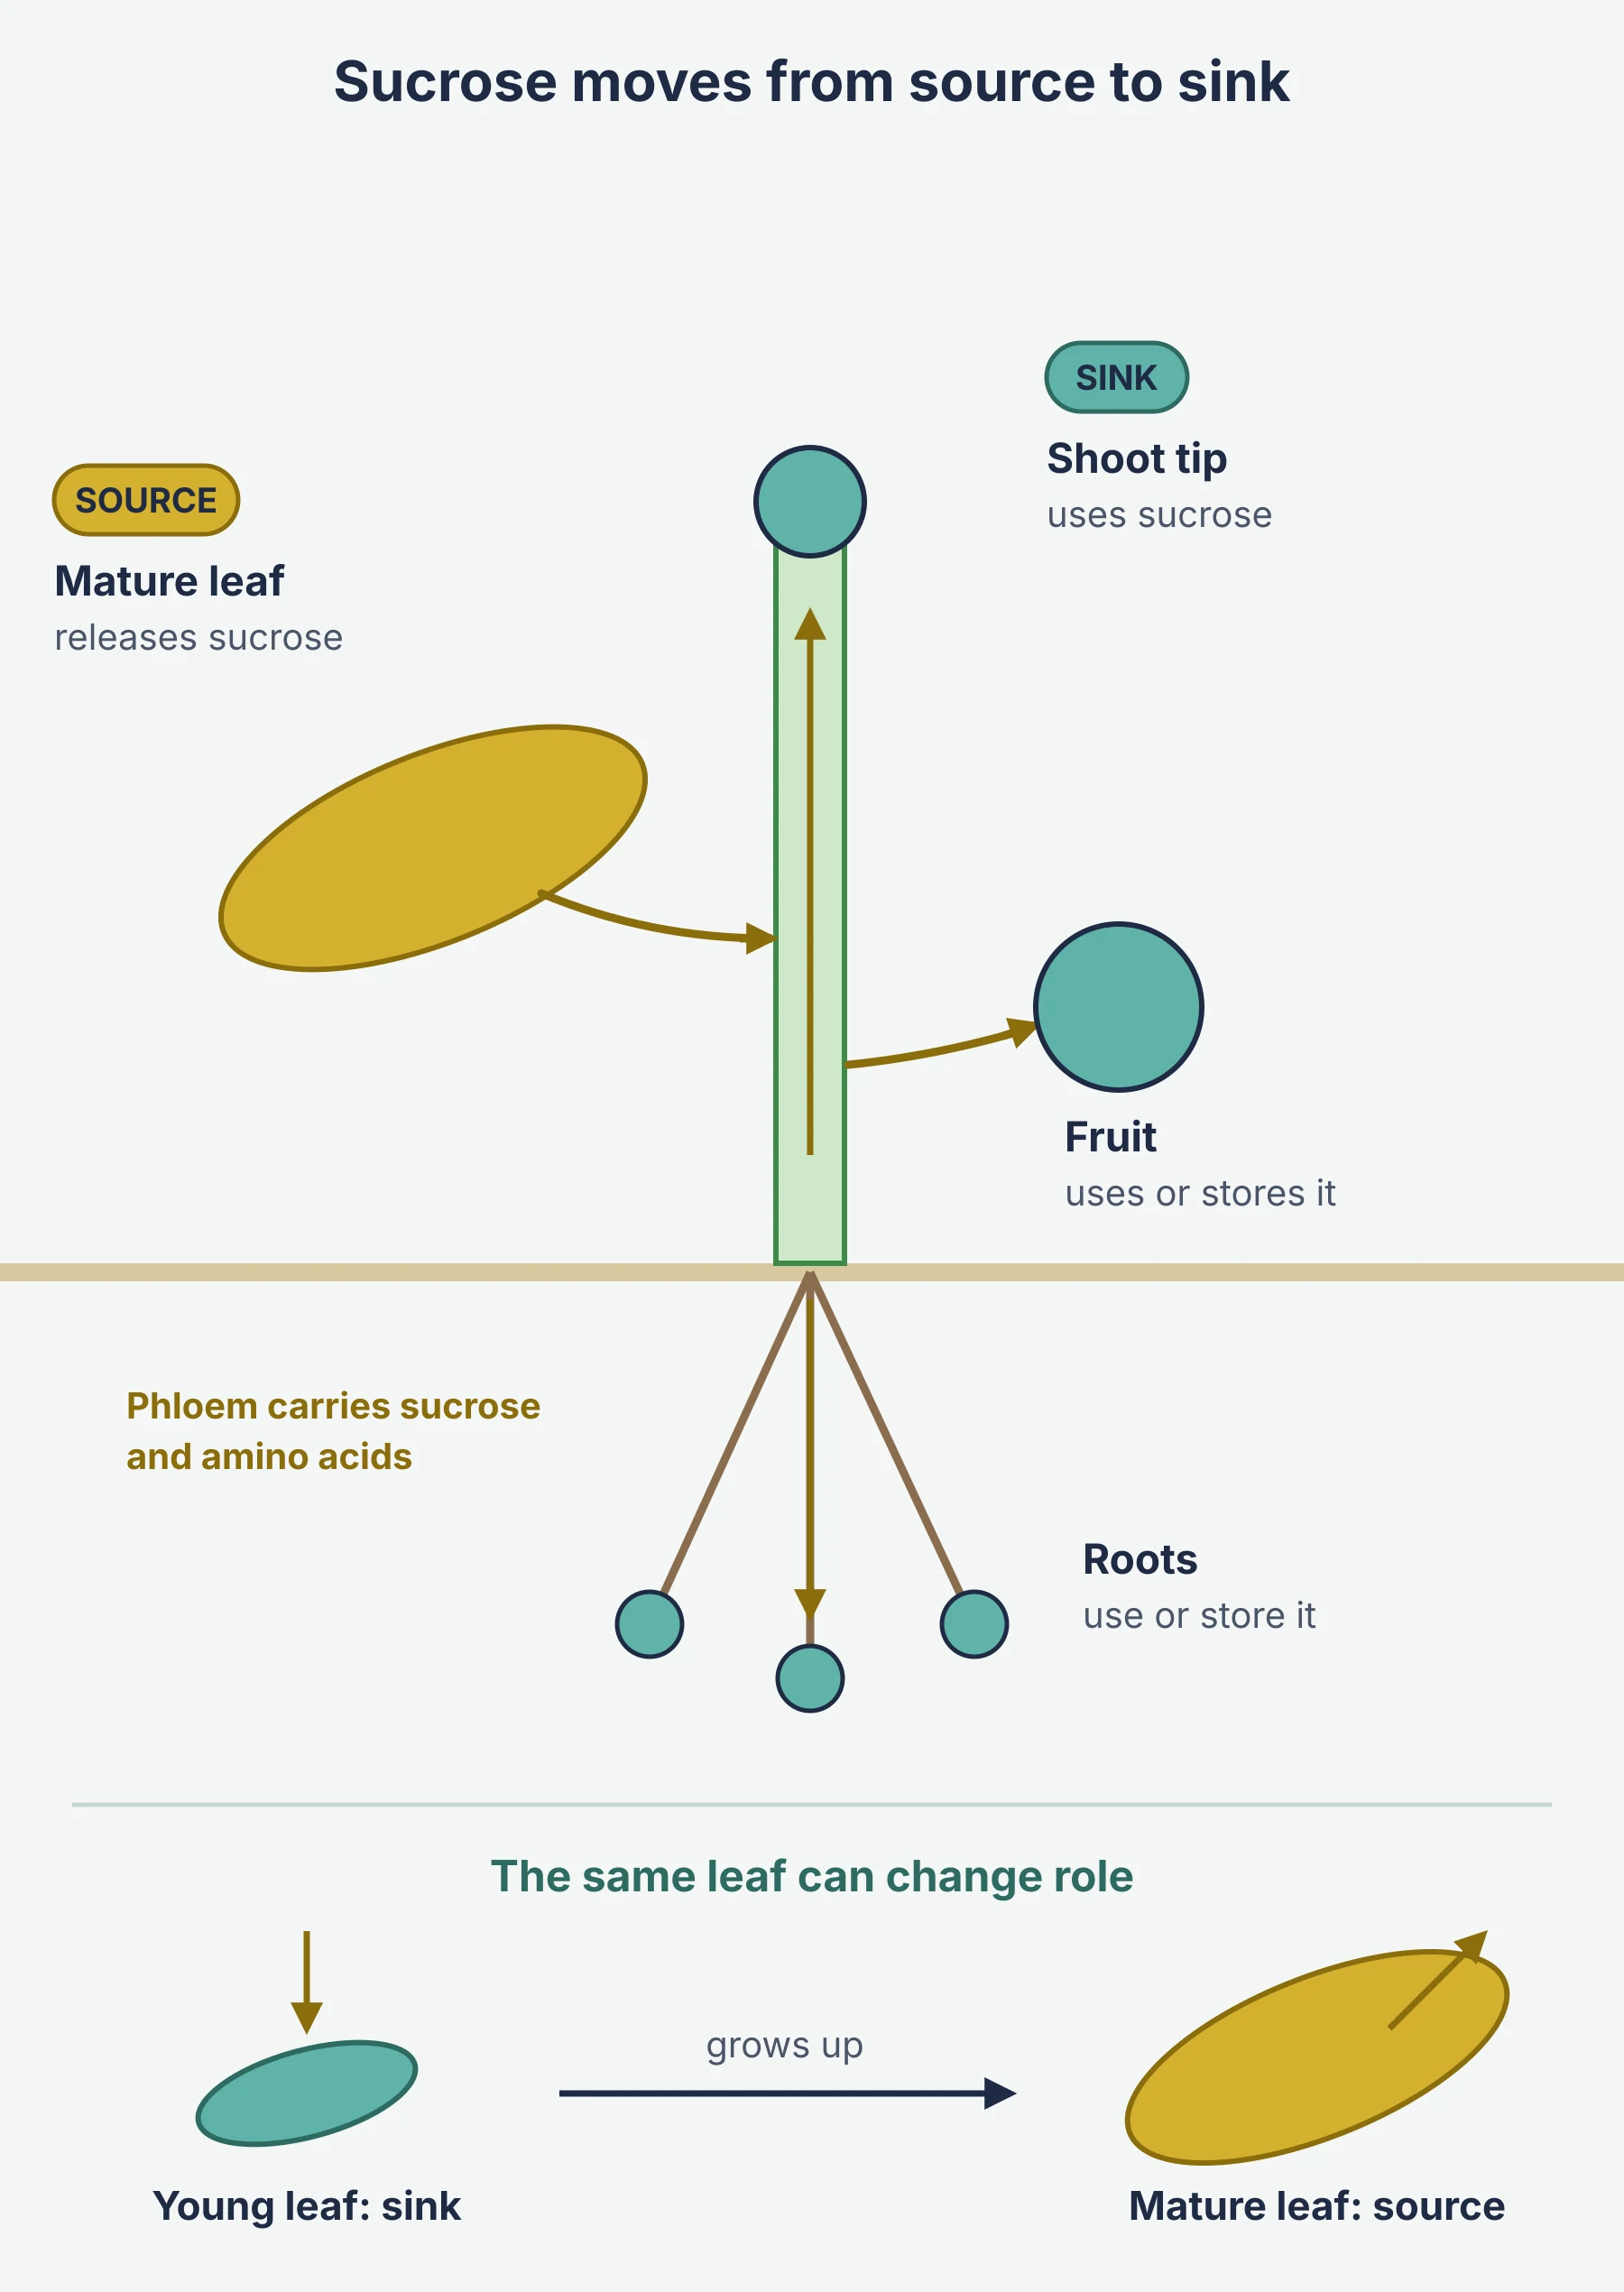 Sucrose moves from source to sink
SINK
Shoot tip
uses sucrose
SOURCE
Mature leaf
releases sucrose
Fruit
uses or stores it
Phloem carries sucrose
and amino acids
Roots
use or store it
The same leaf can change role
grows up
Young leaf: sink
Mature leaf: source